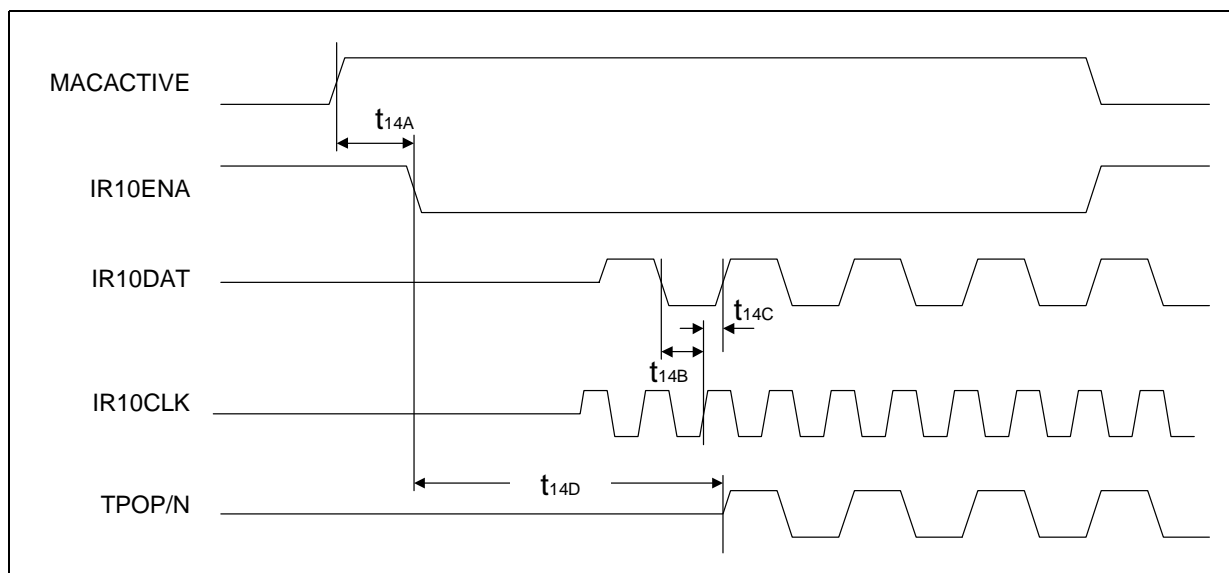 MACACTIVE
t14A
IR10ENA
IR10DAT
t14C
t14B
IR10CLK
t14D
TPOP/N